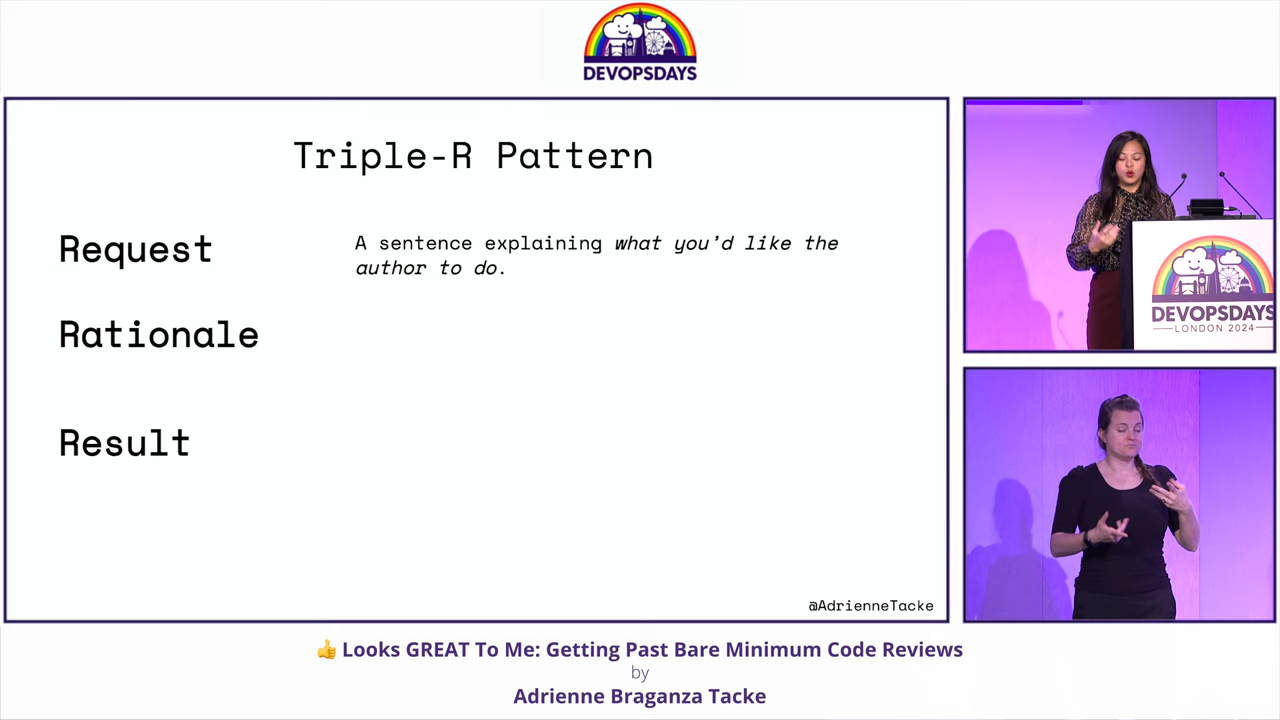 DEVOPSDAYS
Triple-R Pattern
Request
A sentence explaining what you'd like the
author to do.
Rationale
Result
@AdrienneTacke
DEVOPSDAYS
LONDON 2024
👍 Looks GREAT To Me: Getting Past Bare Minimum Code Reviews
by
Adrienne Braganza Tacke